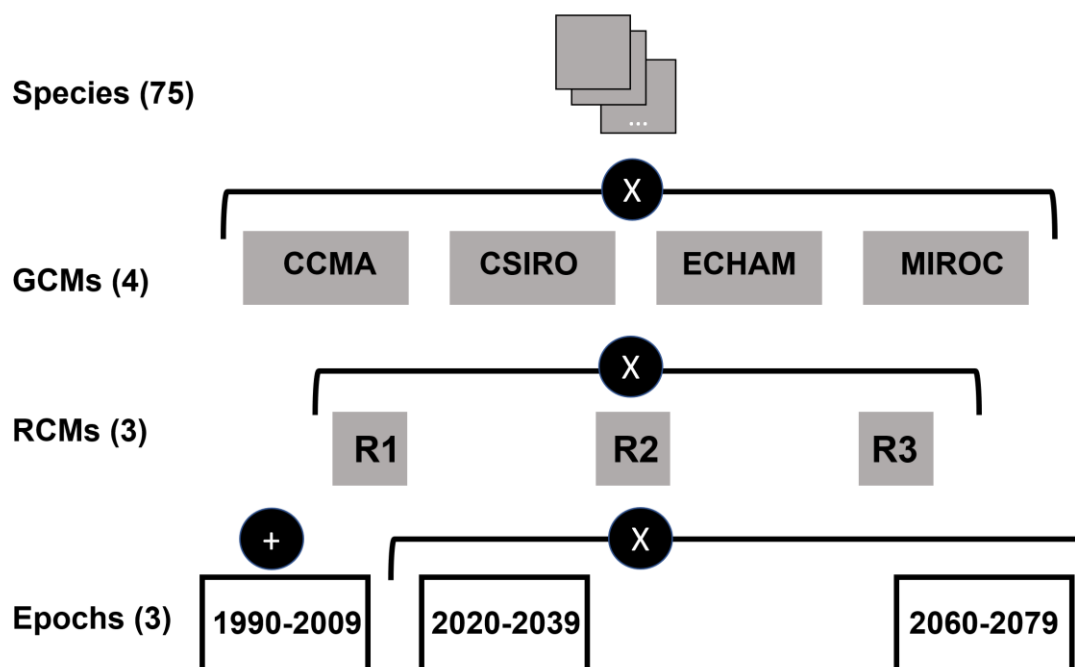 Species (75)
...
X
GCMs (4)
CCMA CSIRO ECHAM MIROC
X
RCMs (3)
R1 R2 R3
+ X
Epochs (3)
1990-2009 2020-2039 2060-2079